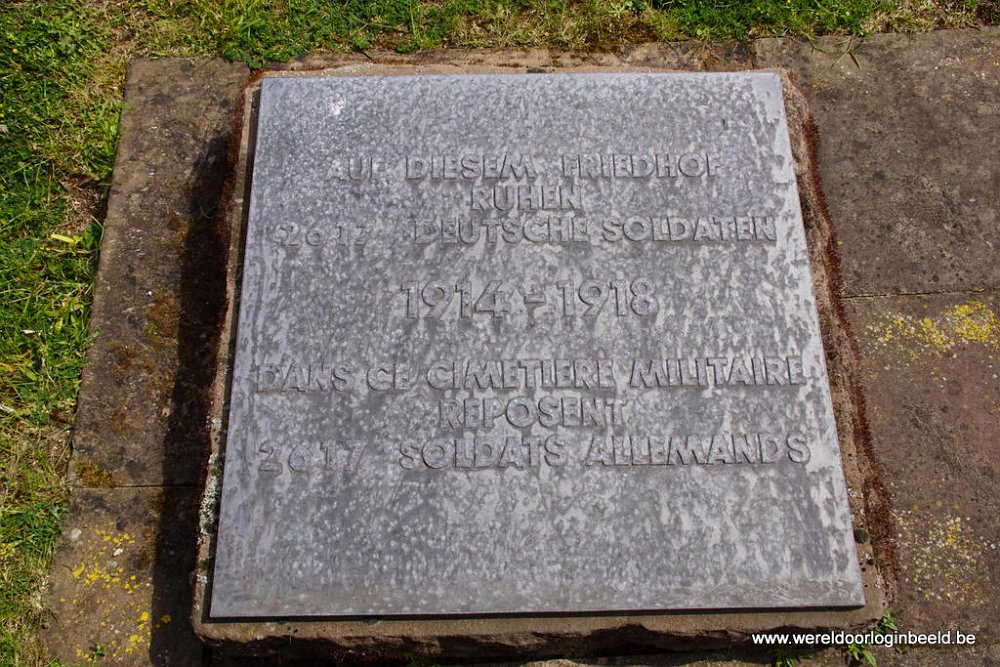 AUF DIESEM FRIEDHOF
RUHEN
2617 DEUTSCHE SOLDATEN
1914-1918
DANS CE CIMETIERE MILITAIRE
REPOSENT
2617 SOLDATS ALLEMANDS
www.wereldoorloginbeeld.be